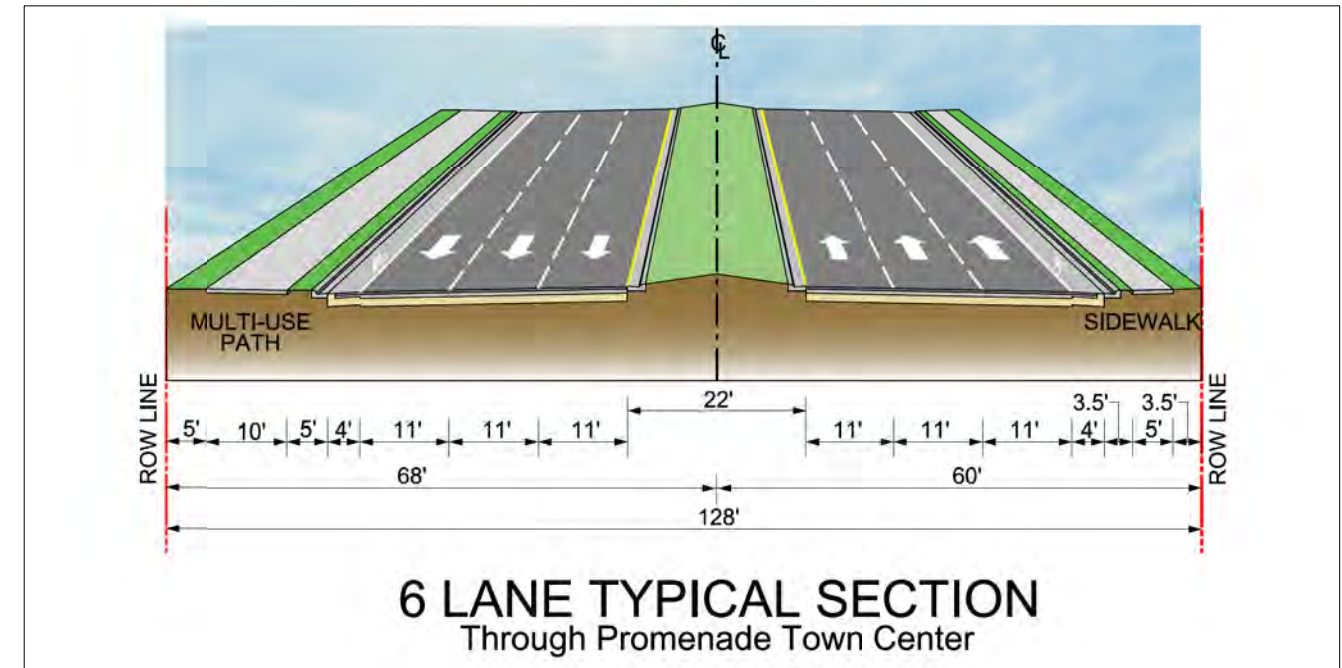 ℄
MULTI-USE
PATH
SIDEWALK
ROW LINE
ROW LINE
22'
3.5' 3.5'
5' 10' 5' 4' 11' 11' 11' 11' 11' 11' 4' 5'
68' 60'
128'
6 LANE TYPICAL SECTION
Through Promenade Town Center